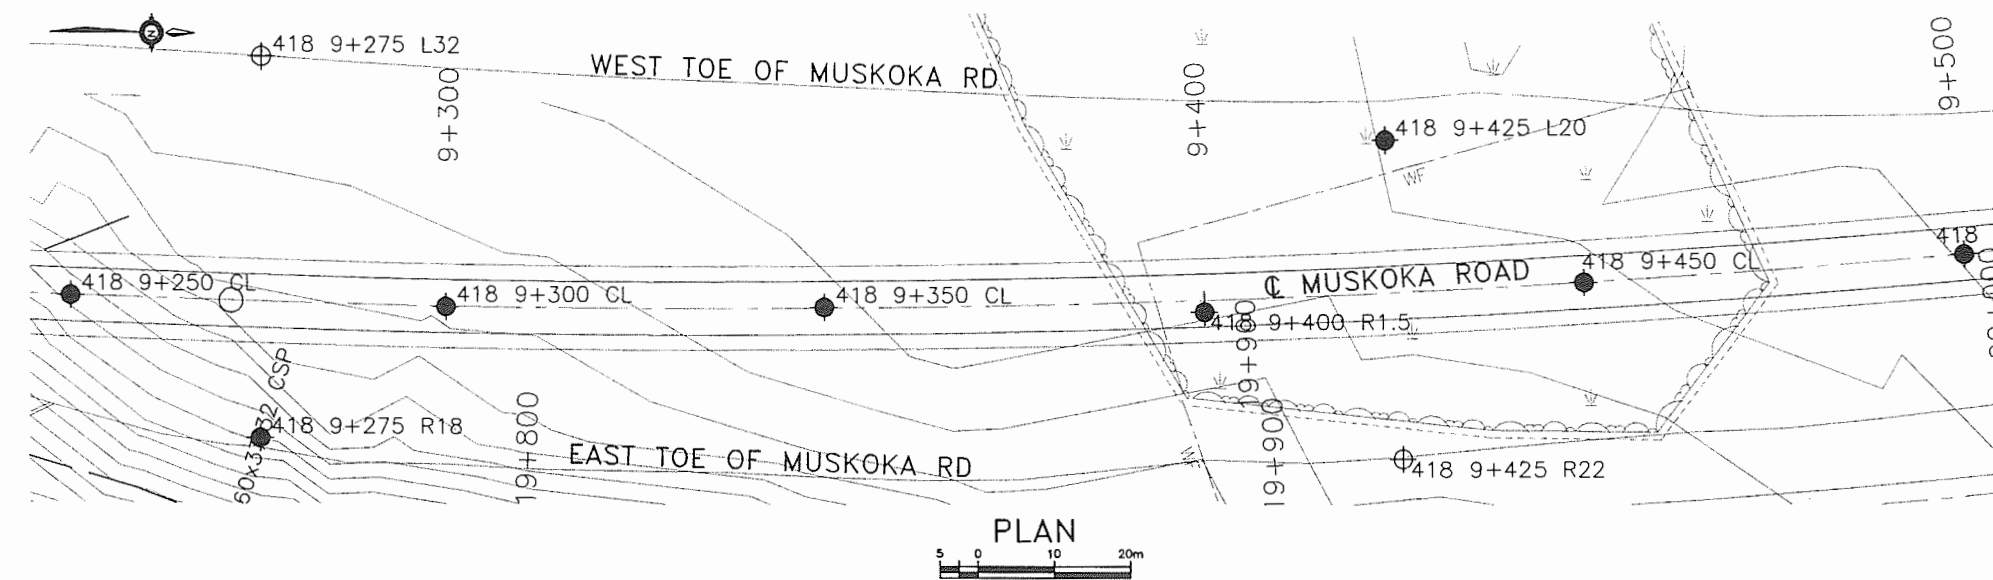 N
418 9+275 L32
WEST TOE OF MUSKOKA RD
9+300
9+400
9+500
418 9+425 L20
WF
418 9+250 CL
418 9+300 CL
418 9+350 CL
℄ MUSKOKA ROAD
418 9+450 CL
418
418 9+400 R1.5
CSP
418 9+275 R18
19+800
EAST TOE OF MUSKOKA RD
19+900
418 9+425 R22
PLAN
5 0 10 20m